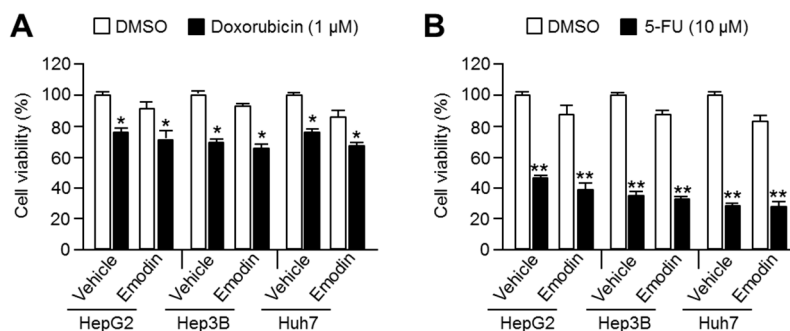 A
DMSO Doxorubicin (1 μM)
Cell viability (%)
120
100
80
60
40
20
0
* * * * * *
Vehicle Emodin Vehicle Emodin Vehicle Emodin
HepG2 Hep3B Huh7
B
DMSO 5-FU (10 μM)
Cell viability (%)
120
100
80
60
40
20
0
** ** ** ** ** **
Vehicle Emodin Vehicle Emodin Vehicle Emodin
HepG2 Hep3B Huh7